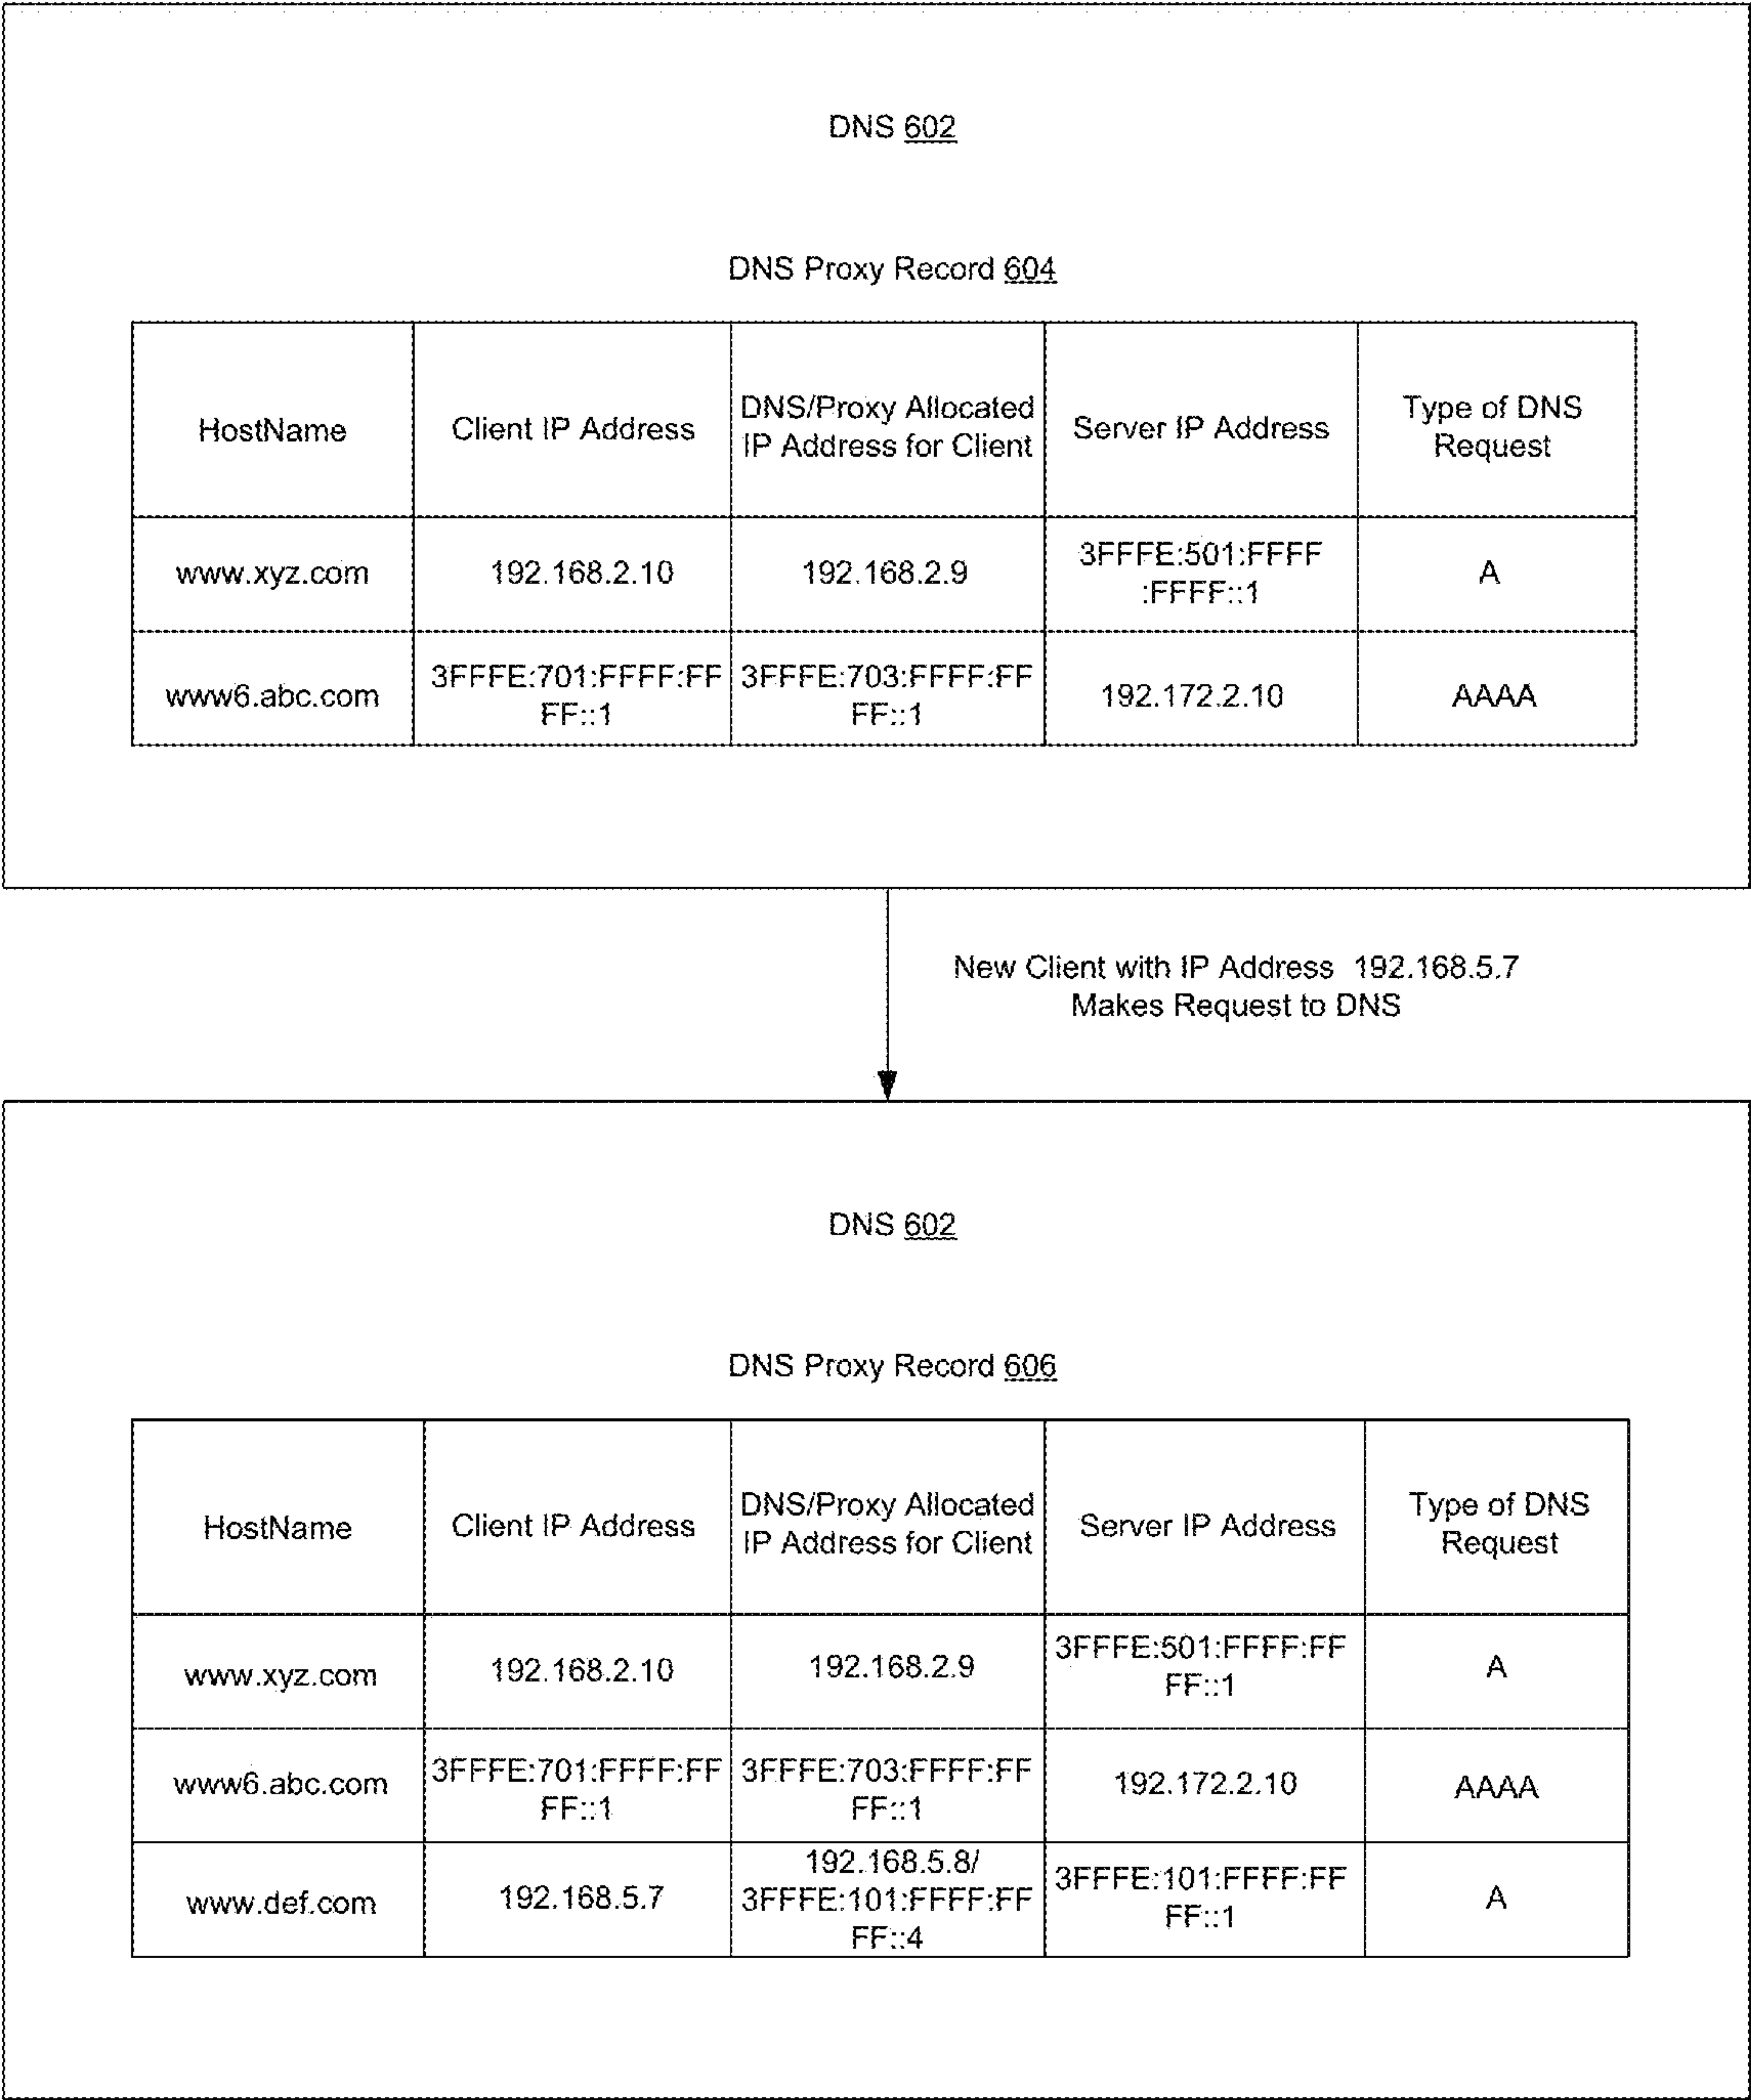 DNS 602
DNS Proxy Record 604
HostName
Client IP Address
DNS/Proxy Allocated
IP Address for Client
Server IP Address
Type of DNS
Request
www.xyz.com
192.168.2.10
192.168.2.9
3FFFE:501:FFFF
:FFFF::1
A
www6.abc.com
3FFFE:701:FFFF:FF
FF::1
3FFFE:703:FFFF:FF
FF::1
192.172.2.10
AAAA
New Client with IP Address 192.168.5.7
Makes Request to DNS
DNS 602
DNS Proxy Record 606
HostName
Client IP Address
DNS/Proxy Allocated
IP Address for Client
Server IP Address
Type of DNS
Request
www.xyz.com
192.168.2.10
192.168.2.9
3FFFE:501:FFFF:FF
FF::1
A
www6.abc.com
3FFFE:701:FFFF:FF
FF::1
3FFFE:703:FFFF:FF
FF::1
192.172.2.10
AAAA
www.def.com
192.168.5.7
192.168.5.8/
3FFFE:101:FFFF:FF
FF::4
3FFFE:101:FFFF:FF
FF::1
A